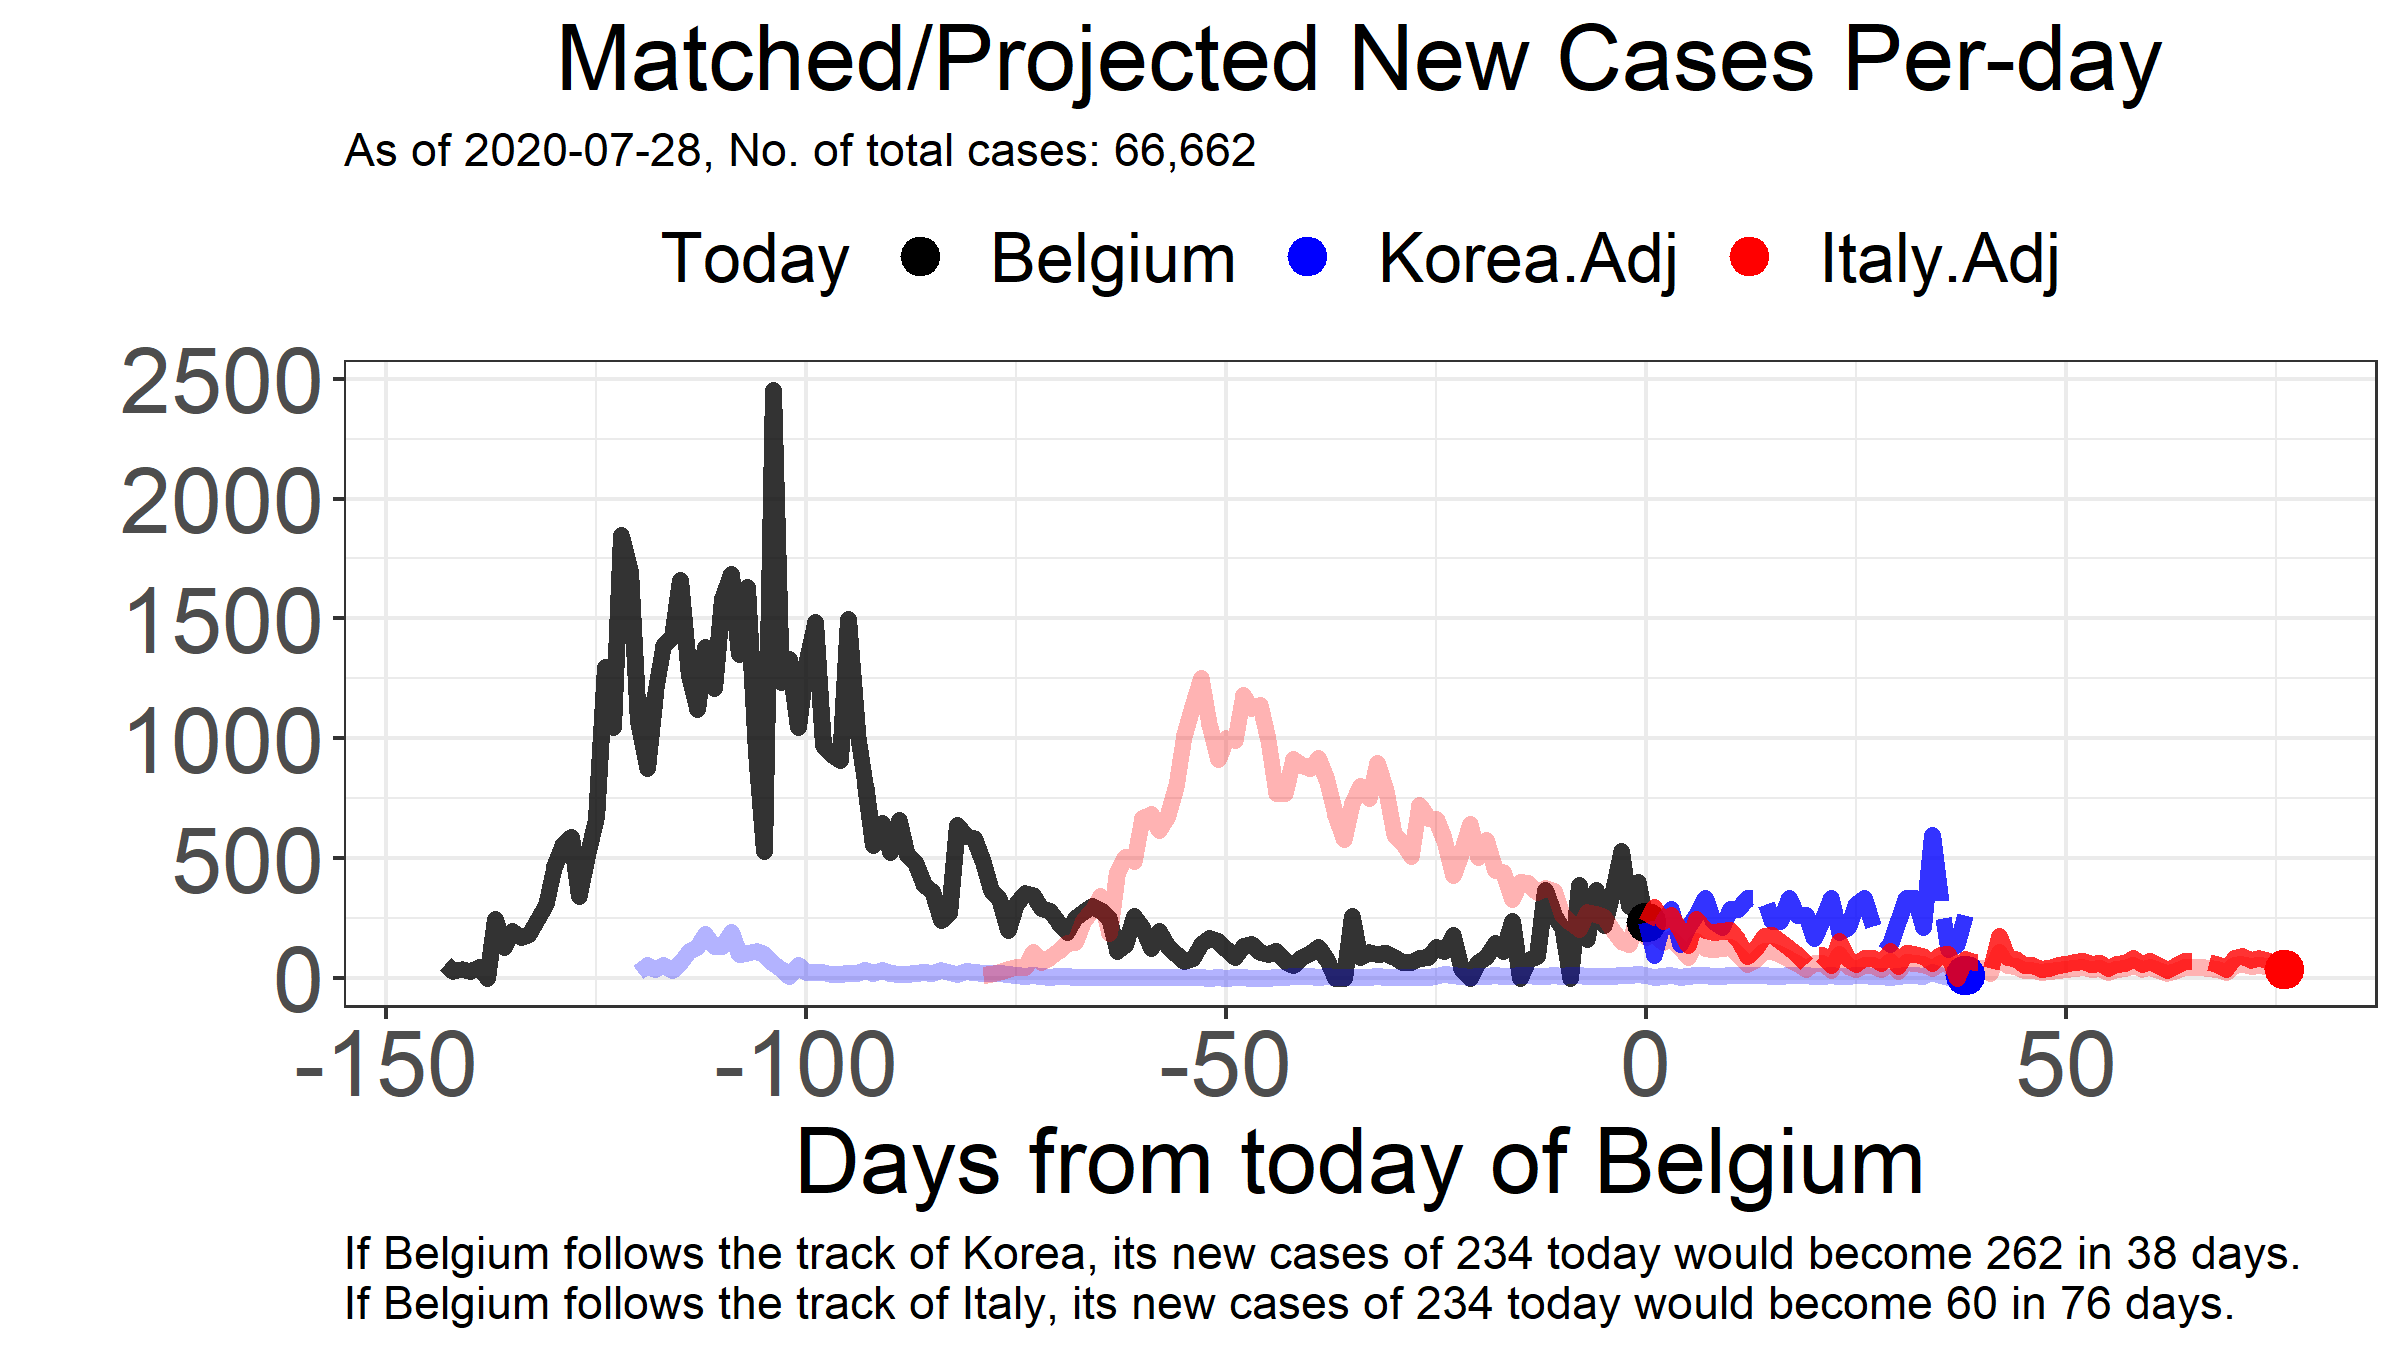 Matched/Projected New Cases Per-day
As of 2020-07-28, No. of total cases: 66,662
Today Belgium Korea.Adj Italy.Adj
2500
2000
1500
1000
500
0
-150 -100 -50 0 50
Days from today of Belgium
If Belgium follows the track of Korea, its new cases of 234 today would become 262 in 38 days.
If Belgium follows the track of Italy, its new cases of 234 today would become 60 in 76 days.